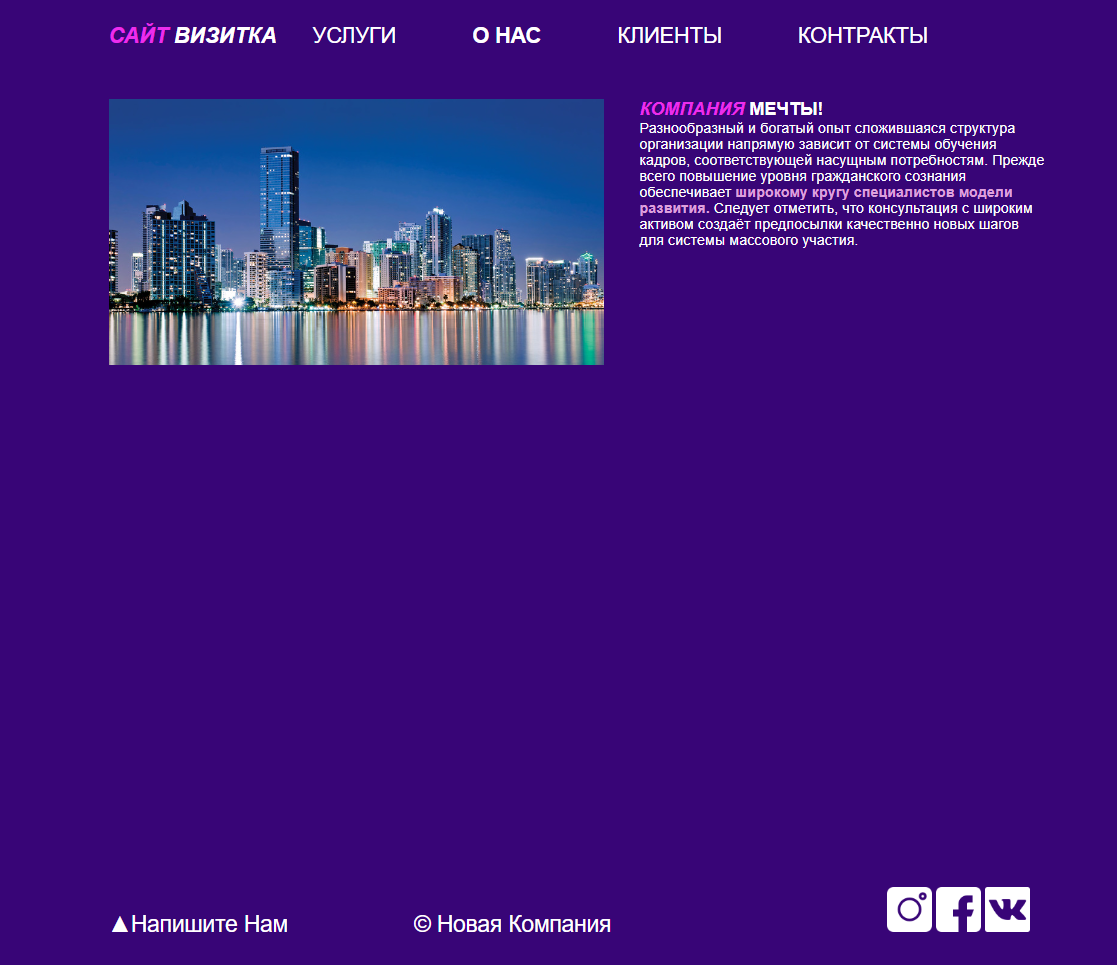 САЙТ ВИЗИТКА УСЛУГИ О НАС КЛИЕНТЫ КОНТРАКТЫ
КОМПАНИЯ МЕЧТЫ!
Разнообразный и богатый опыт сложившаяся структура
организации напрямую зависит от системы обучения
кадров, соответствующей насущным потребностям. Прежде
всего повышение уровня гражданского сознания
обеспечивает широкому кругу специалистов модели
развития. Следует отметить, что консультация с широким
активом создаёт предпосылки качественно новых шагов
для системы массового участия.
▲Напишите Нам © Новая Компания